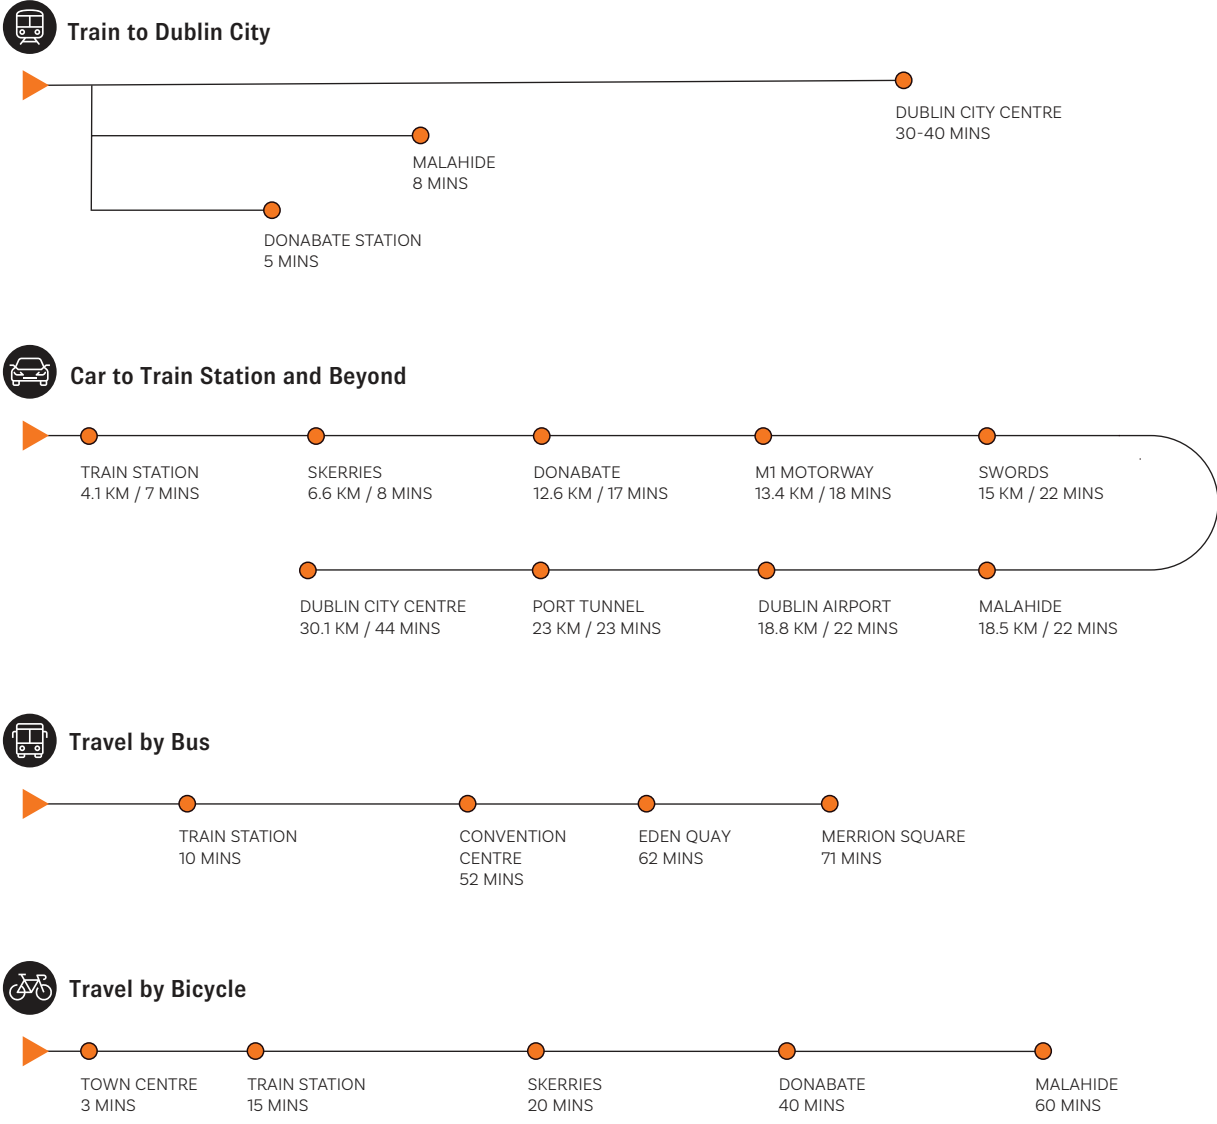 Train to Dublin City
DUBLIN CITY CENTRE
30-40 MINS
MALAHIDE
8 MINS
DONABATE STATION
5 MINS
Car to Train Station and Beyond
TRAIN STATION
4.1 KM / 7 MINS
SKERRIES
6.6 KM / 8 MINS
DONABATE
12.6 KM / 17 MINS
M1 MOTORWAY
13.4 KM / 18 MINS
SWORDS
15 KM / 22 MINS
DUBLIN CITY CENTRE
30.1 KM / 44 MINS
PORT TUNNEL
23 KM / 23 MINS
DUBLIN AIRPORT
18.8 KM / 22 MINS
MALAHIDE
18.5 KM / 22 MINS
Travel by Bus
TRAIN STATION
10 MINS
CONVENTION
CENTRE
52 MINS
EDEN QUAY
62 MINS
MERRION SQUARE
71 MINS
Travel by Bicycle
TOWN CENTRE
3 MINS
TRAIN STATION
15 MINS
SKERRIES
20 MINS
DONABATE
40 MINS
MALAHIDE
60 MINS